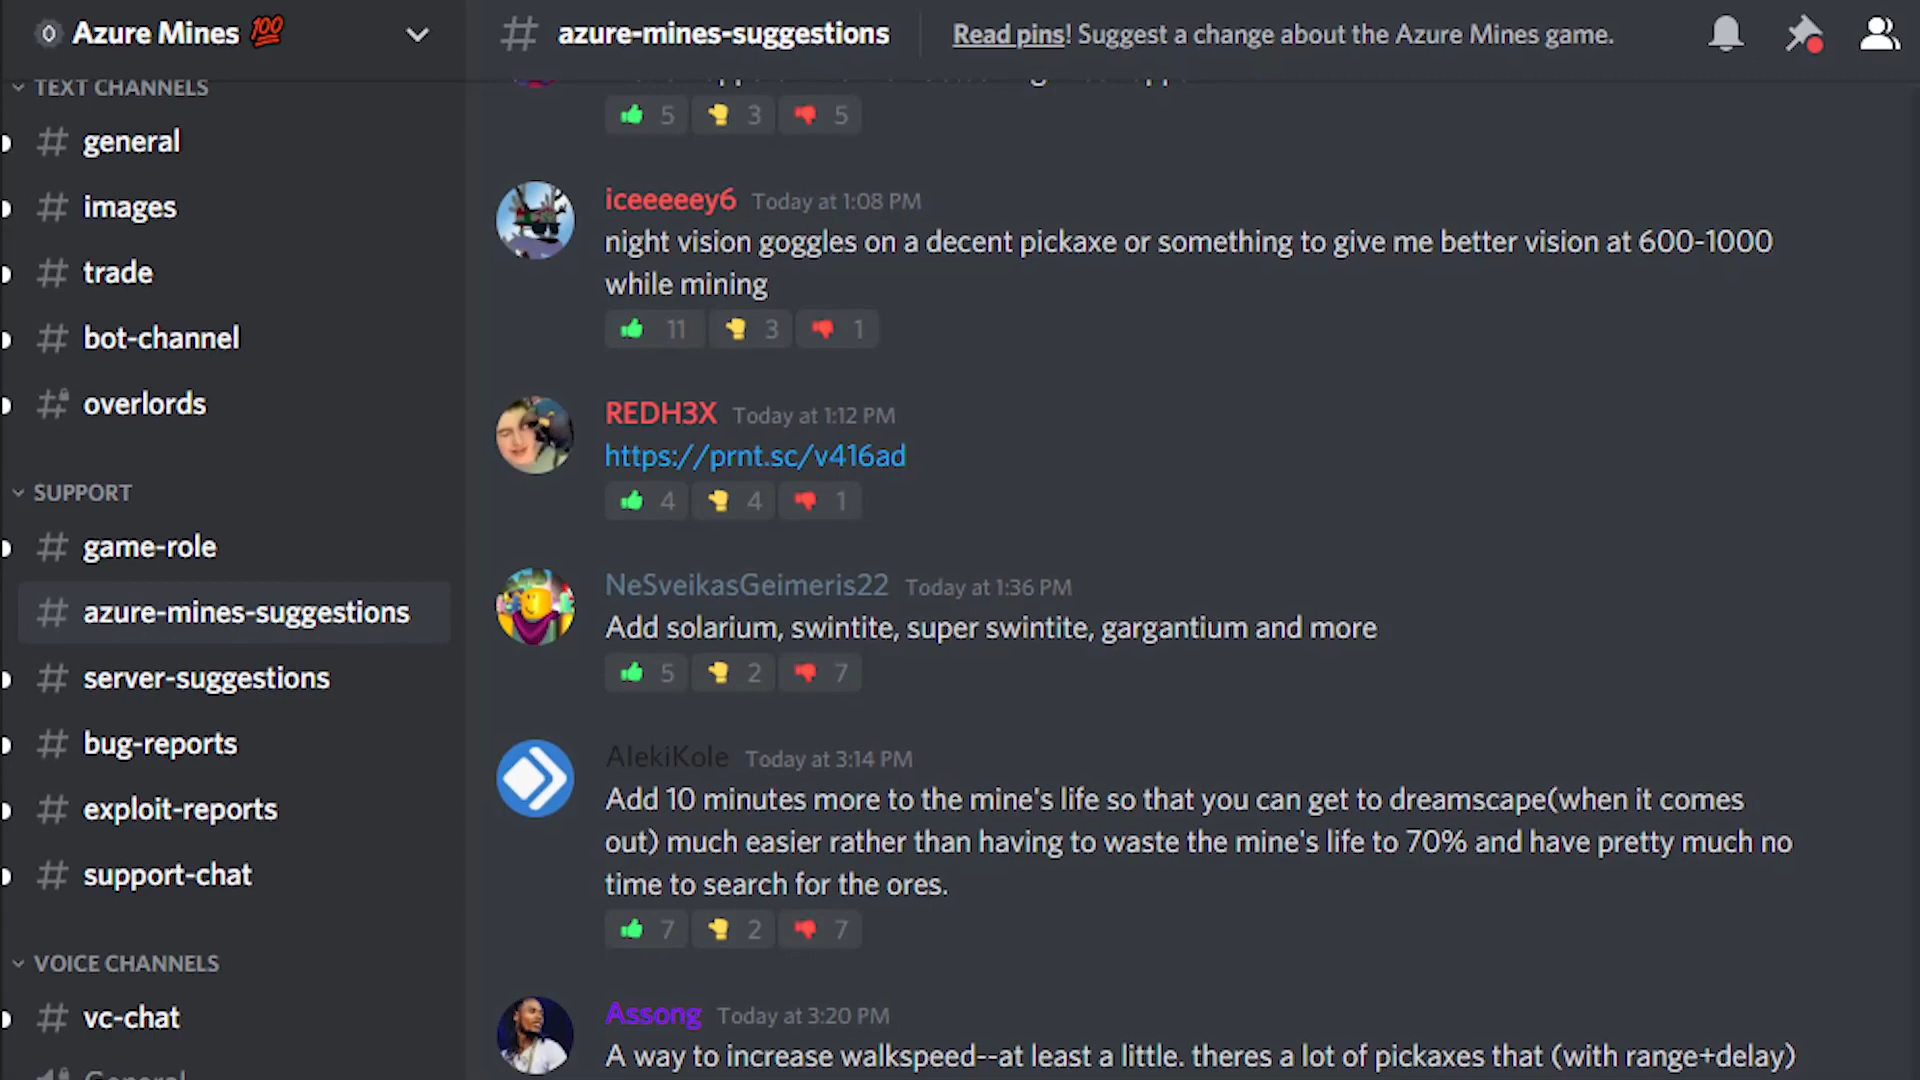 Azure Mines 💯
TEXT CHANNELS
general
images
trade
bot-channel
overlords
SUPPORT
game-role
azure-mines-suggestions
server-suggestions
bug-reports
exploit-reports
support-chat
VOICE CHANNELS
vc-chat
General
azure-mines-suggestions
Read pins! Suggest a change about the Azure Mines game.
5 3 5
iceeeeey6 Today at 1:08 PM
night vision goggles on a decent pickaxe or something to give me better vision at 600-1000
while mining
11 3 1
REDH3X Today at 1:12 PM
https://prnt.sc/v416ad
4 4 1
NeSveikasGeimeris22 Today at 1:36 PM
Add solarium, swintite, super swintite, gargantium and more
5 2 7
AlekiKole Today at 3:14 PM
Add 10 minutes more to the mine's life so that you can get to dreamscape(when it comes
out) much easier rather than having to waste the mine's life to 70% and have pretty much no
time to search for the ores.
7 2 7
Assong Today at 3:20 PM
A way to increase walkspeed--at least a little. theres a lot of pickaxes that (with range+delay)